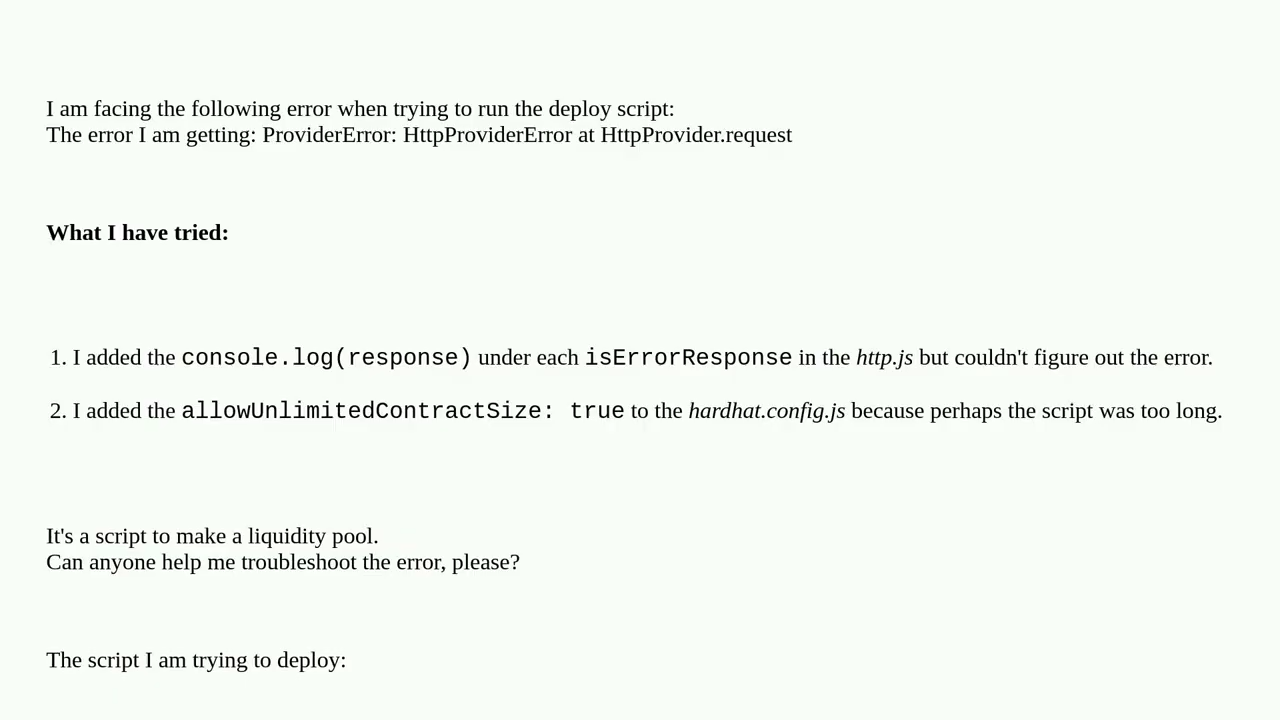 I am facing the following error when trying to run the deploy script:
The error I am getting: ProviderError: HttpProviderError at HttpProvider.request
What I have tried:
1. I added the console.log(response) under each isErrorResponse in the http.js but couldn't figure out the error.
2. I added the allowUnlimitedContractSize: true to the hardhat.config.js because perhaps the script was too long.
It's a script to make a liquidity pool.
Can anyone help me troubleshoot the error, please?
The script I am trying to deploy: